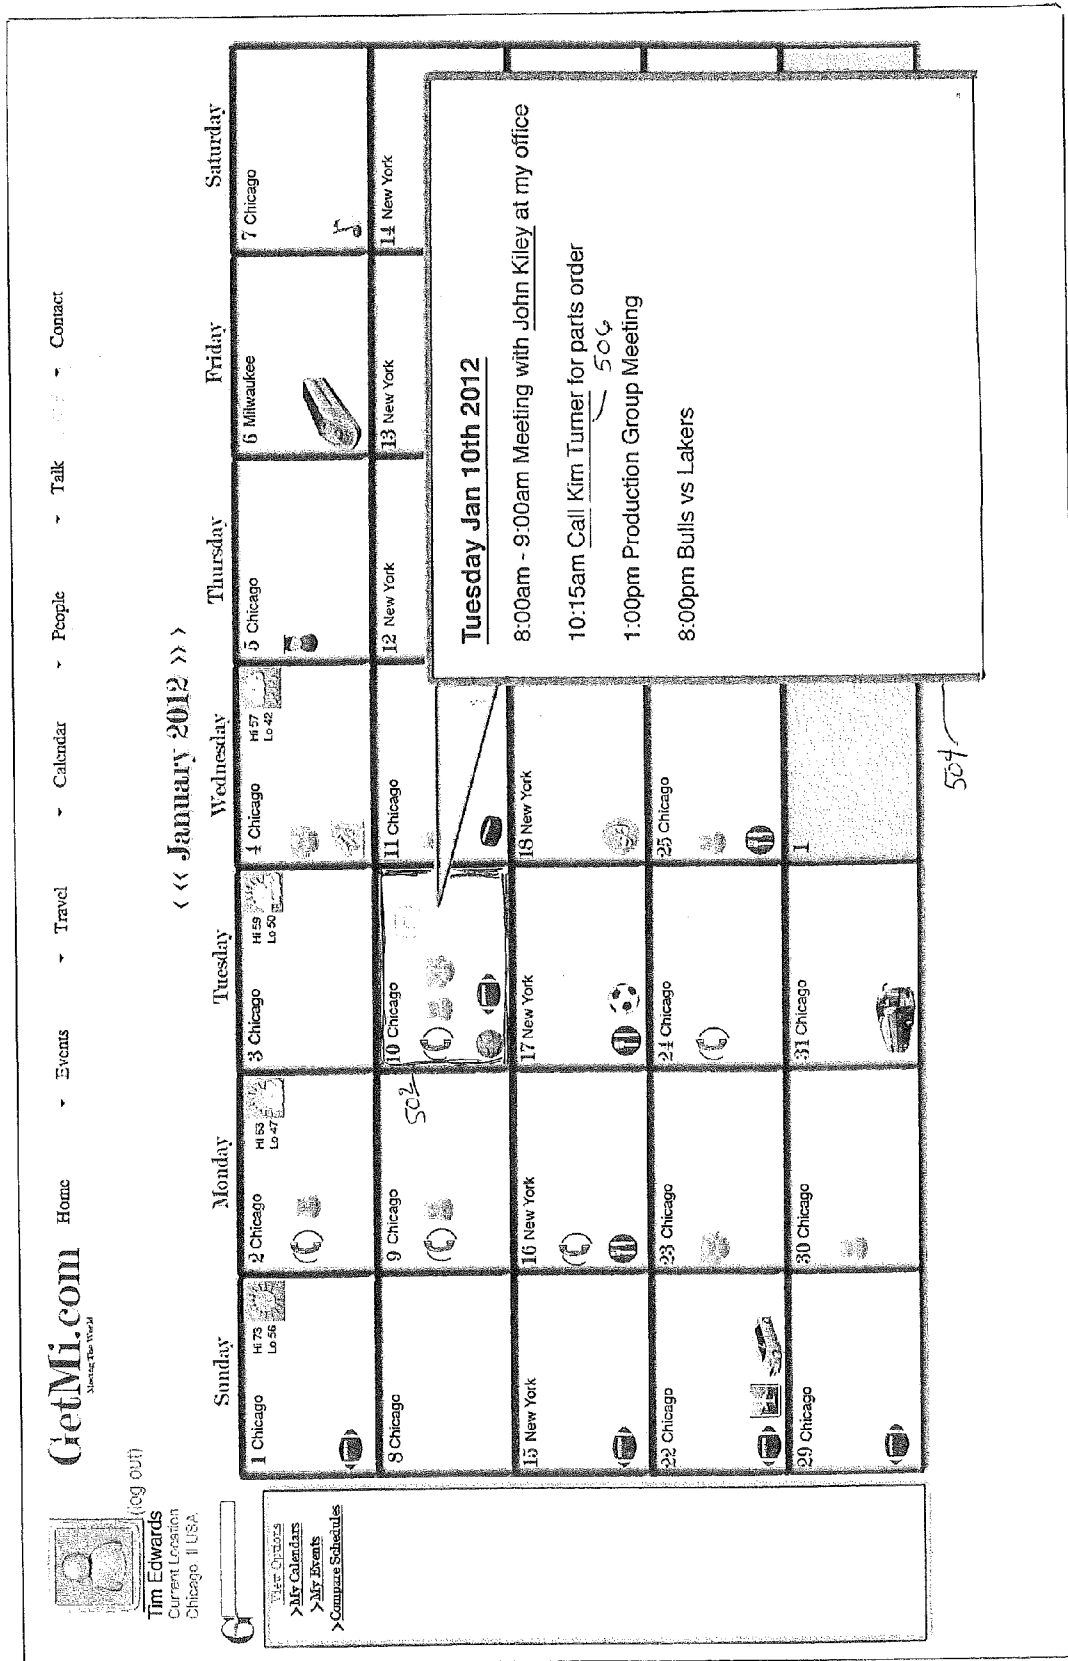 GetMi.com
Home
Events
Travel
Calendar
People
Talk
Contact
(log out)
Tim Edwards
Current Location
Chicago, Il USA
G
View Options
>My Calendars
>My Events
>Compare Schedules
< << January 2012 >> >
Sunday Monday Tuesday Wednesday Thursday Friday Saturday
1 Chicago
Hi 73
Lo 56
2 Chicago
Hi 53
Lo 47
3 Chicago
Hi 59
Lo 50
4 Chicago
Hi 57
Lo 42
5 Chicago
6 Milwaukee
7 Chicago
8 Chicago
9 Chicago
502
10 Chicago
11 Chicago
12 New York
13 New York
14 New York
15 New York
16 New York
17 New York
18 New York
22 Chicago
23 Chicago
24 Chicago
25 Chicago
29 Chicago
30 Chicago
31 Chicago
1
Tuesday Jan 10th 2012
8:00am - 9:00am Meeting with John Kiley at my office
10:15am Call Kim Turner for parts order
506
1:00pm Production Group Meeting
8:00pm Bulls vs Lakers
504